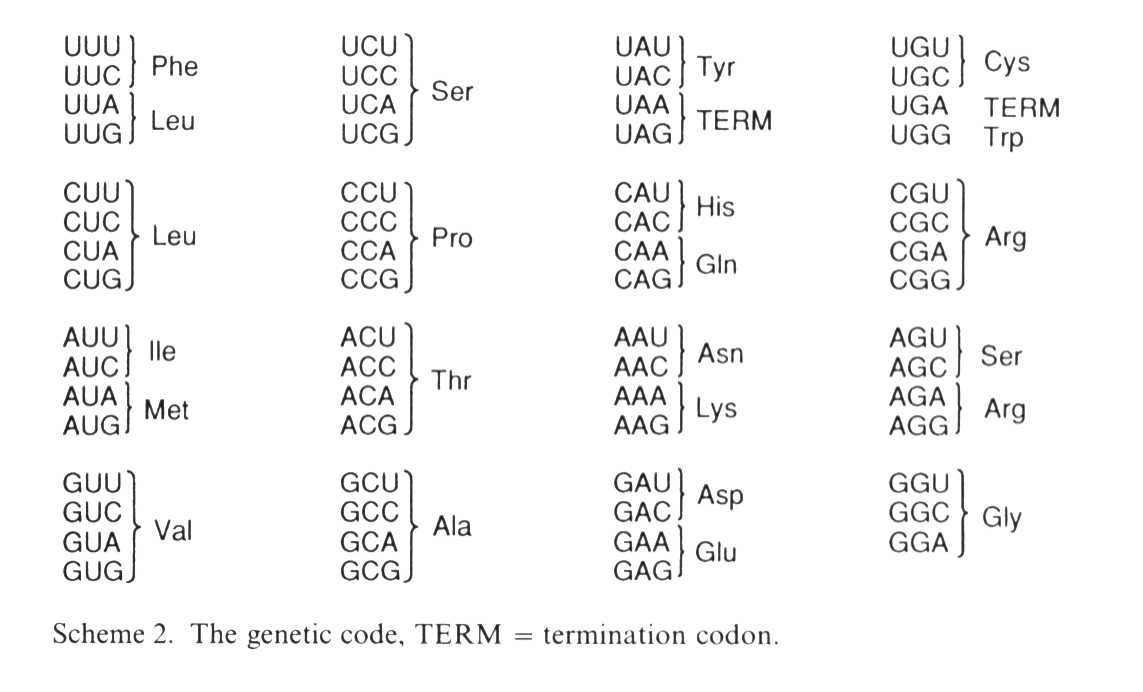 UUU UUC Phe
UUA UUG Leu
UCU UCC UCA UCG Ser
UAU UAC Tyr
UAA UAG TERM
UGU UGC Cys
UGA TERM
UGG Trp
CUU CUC CUA CUG Leu
CCU CCC CCA CCG Pro
CAU CAC His
CAA CAG Gln
CGU CGC CGA CGG Arg
AUU AUC Ile
AUA AUG Met
ACU ACC ACA ACG Thr
AAU AAC Asn
AAA AAG Lys
AGU AGC Ser
AGA AGG Arg
GUU GUC GUA GUG Val
GCU GCC GCA GCG Ala
GAU GAC Asp
GAA GAG Glu
GGU GGC GGA Gly
Scheme 2. The genetic code, TERM = termination codon.